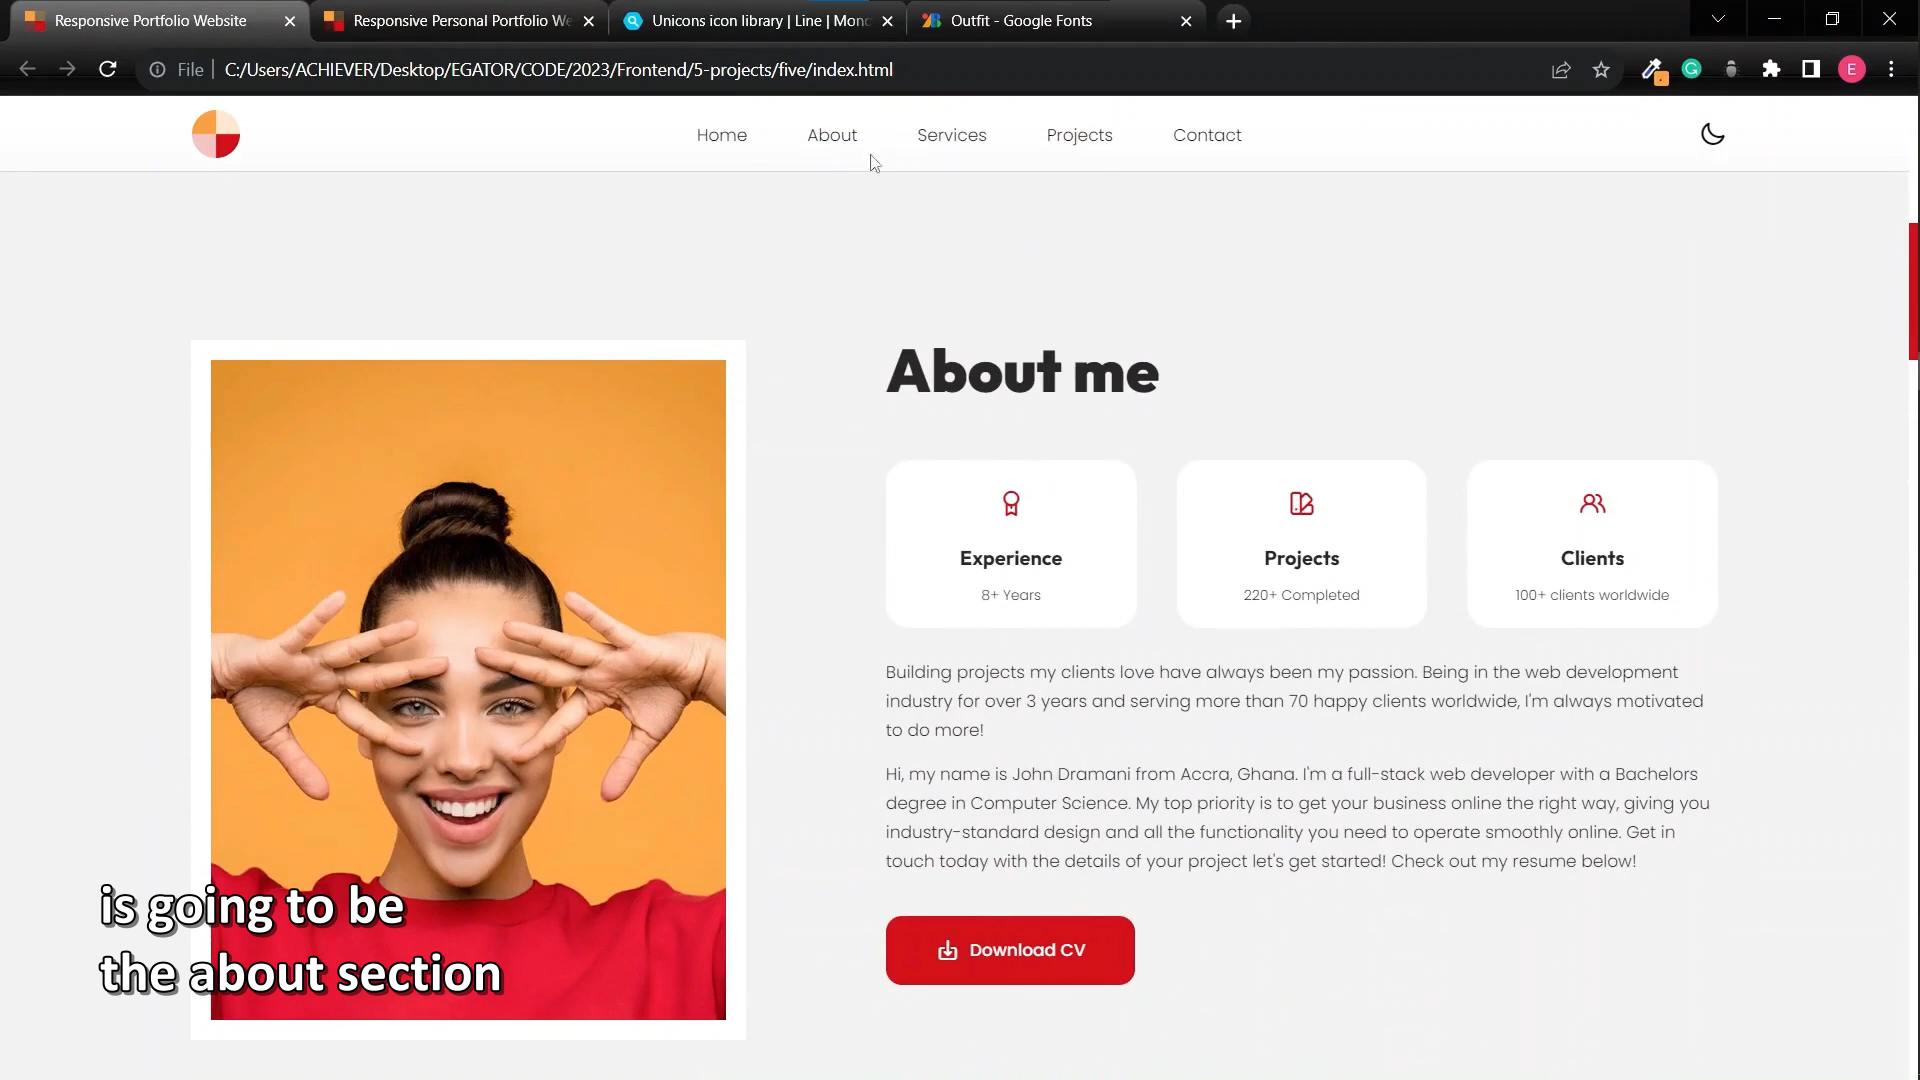 Responsive Portfolio Website
Responsive Personal Portfolio We
Unicons icon library | Line | Mono
Outfit - Google Fonts
File
C:/Users/ACHIEVER/Desktop/EGATOR/CODE/2023/Frontend/5-projects/five/index.html
E
Home
About
Services
Projects
Contact
About me
Experience
8+ Years
Projects
220+ Completed
Clients
100+ clients worldwide
Building projects my clients love have always been my passion. Being in the web development
industry for over 3 years and serving more than 70 happy clients worldwide, I'm always motivated
to do more!
Hi, my name is John Dramani from Accra, Ghana. I'm a full-stack web developer with a Bachelors
degree in Computer Science. My top priority is to get your business online the right way, giving you
industry-standard design and all the functionality you need to operate smoothly online. Get in
touch today with the details of your project let's get started! Check out my resume below!
Download CV
is going to be
the about section